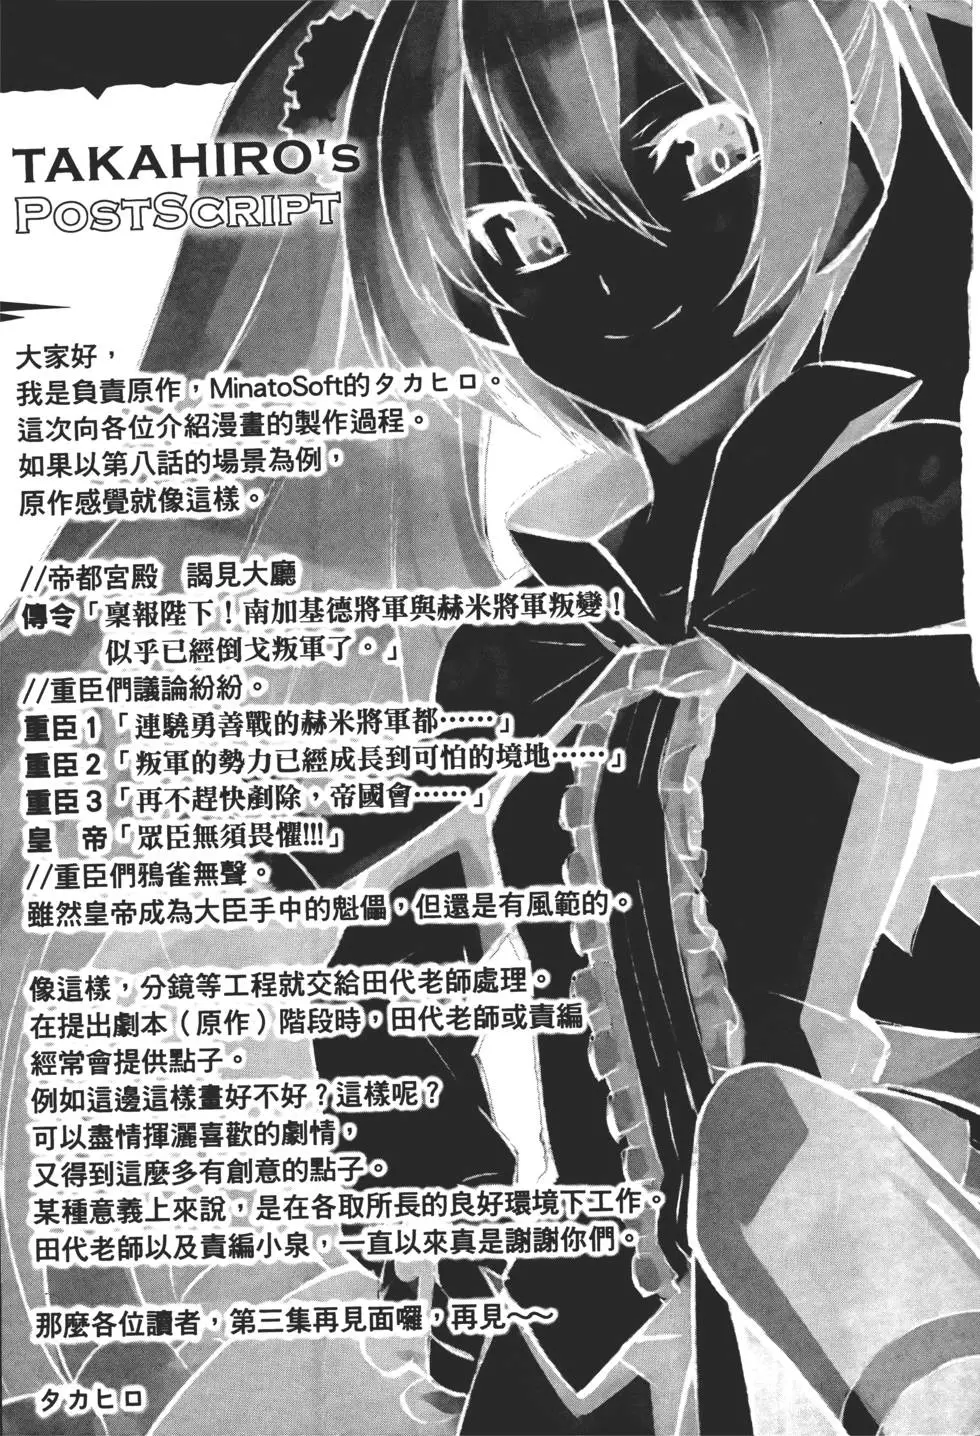 TAKAHIRO's
POSTSCRIPT
大家好，
我是負責原作，MinatoSoft的タカヒロ。
這次向各位介紹漫畫的製作過程。
如果以第八話的場景為例，
原作感覺就像這樣。
//帝都宮殿　謁見大廳
傳令「稟報陛下！南加基德將軍與赫米將軍叛變！
似乎已經倒戈叛軍了。」
//重臣們議論紛紛。
重臣1「連驍勇善戰的赫米將軍都……」
重臣2「叛軍的勢力已經成長到可怕的境地……」
重臣3「再不趕快剷除，帝國會……」
皇　帝「眾臣無須畏懼!!!」
//重臣們鴉雀無聲。
雖然皇帝成為大臣手中的魁儡，但還是有風範的。
像這樣，分鏡等工程就交給田代老師處理。
在提出劇本（原作）階段時，田代老師或責編
經常會提供點子。
例如這邊這樣畫好不好？這樣呢？
可以盡情揮灑喜歡的劇情，
又得到這麼多有創意的點子。
某種意義上來說，是在各取所長的良好環境下工作。
田代老師以及責編小泉，一直以來真是謝謝你們。
那麼各位讀者，第三集再見面囉，再見～～
タカヒロ